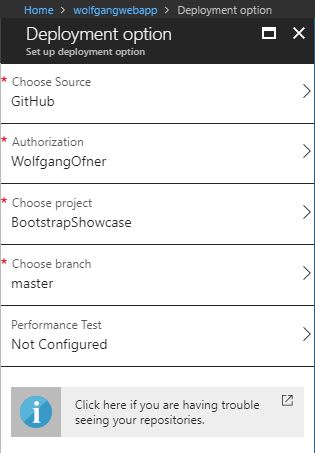 Home > wolfgangwebapp > Deployment option
Deployment option
Set up deployment option
* Choose Source
GitHub
* Authorization
WolfgangOfner
* Choose project
BootstrapShowcase
* Choose branch
master
Performance Test
Not Configured
Click here if you are having trouble
seeing your repositories.